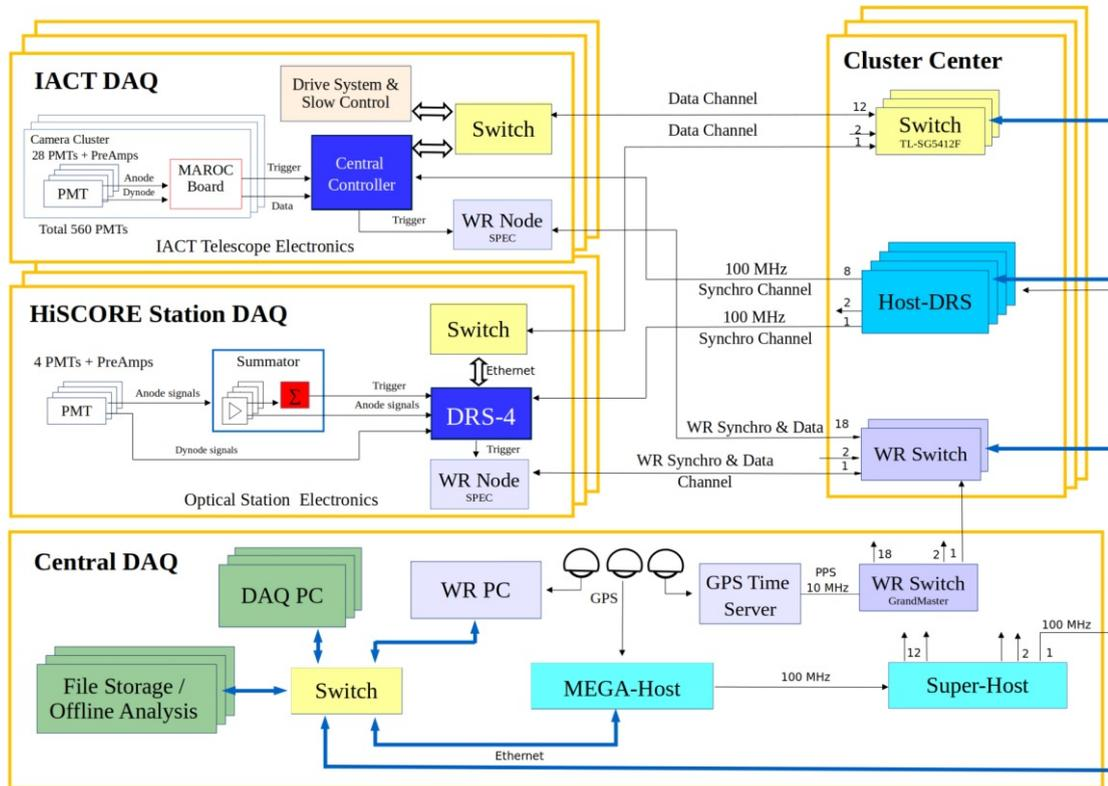 IACT DAQ
Drive System &
Slow Control
Switch
Camera Cluster
28 PMTs + PreAmps
PMT
Anode
Dynode
MAROC
Board
Trigger
Data
Central
Controller
Trigger
WR Node
SPEC
Total 560 PMTs
IACT Telescope Electronics
Data Channel
Data Channel
Cluster Center
12
2
1
Switch
TL-SG5412F
100 MHz
Synchro Channel
100 MHz
Synchro Channel
8
2
1
Host-DRS
HiSCORE Station DAQ
Switch
Ethernet
4 PMTs + PreAmps
PMT
Anode signals
Summator
Σ
Trigger
Anode signals
Dynode signals
DRS-4
Trigger
WR Node
SPEC
Optical Station Electronics
WR Synchro & Data
WR Synchro & Data
Channel
18
2
1
WR Switch
Central DAQ
DAQ PC
WR PC
GPS
GPS Time
Server
PPS
10 MHz
18
2
1
WR Switch
GrandMaster
File Storage /
Offline Analysis
Switch
MEGA-Host
100 MHz
12
2
1
100 MHz
Super-Host
Ethernet